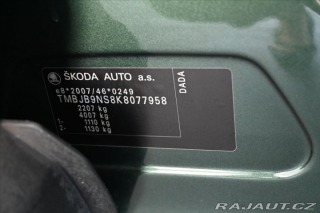 ŠKODA AUTO a.s.
e8*2007/46*0249
TMBJB9NS8K8077958
2207 kg
4007 kg
1- 1110 kg
2- 1130 kg
DADA
RAJAUT.CZ